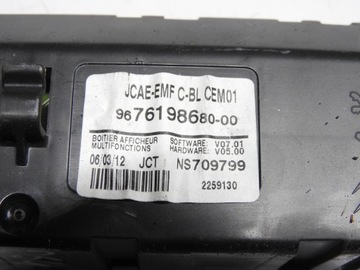 JCAE-EMF C-BL CEM01
9676198680-00
BOITIER AFFICHEUR SOFTWARE: V07.01
MULTIFONCTIONS HARDWARE: V05.00
06/03/12 JCT NS709799
2259130